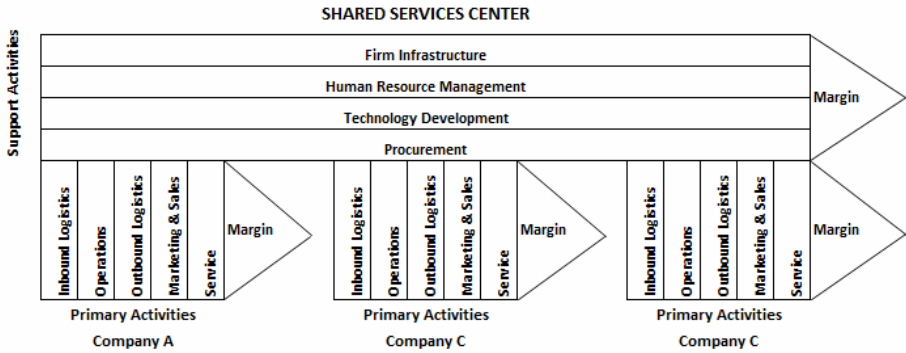 SHARED SERVICES CENTER
Support Activities
Firm Infrastructure
Human Resource Management
Technology Development
Procurement
Margin
Inbound Logistics
Operations
Outbound Logistics
Marketing & Sales
Service
Margin
Primary Activities
Company A
Inbound Logistics
Operations
Outbound Logistics
Marketing & Sales
Service
Margin
Primary Activities
Company C
Inbound Logistics
Operations
Outbound Logistics
Marketing & Sales
Service
Margin
Primary Activities
Company C